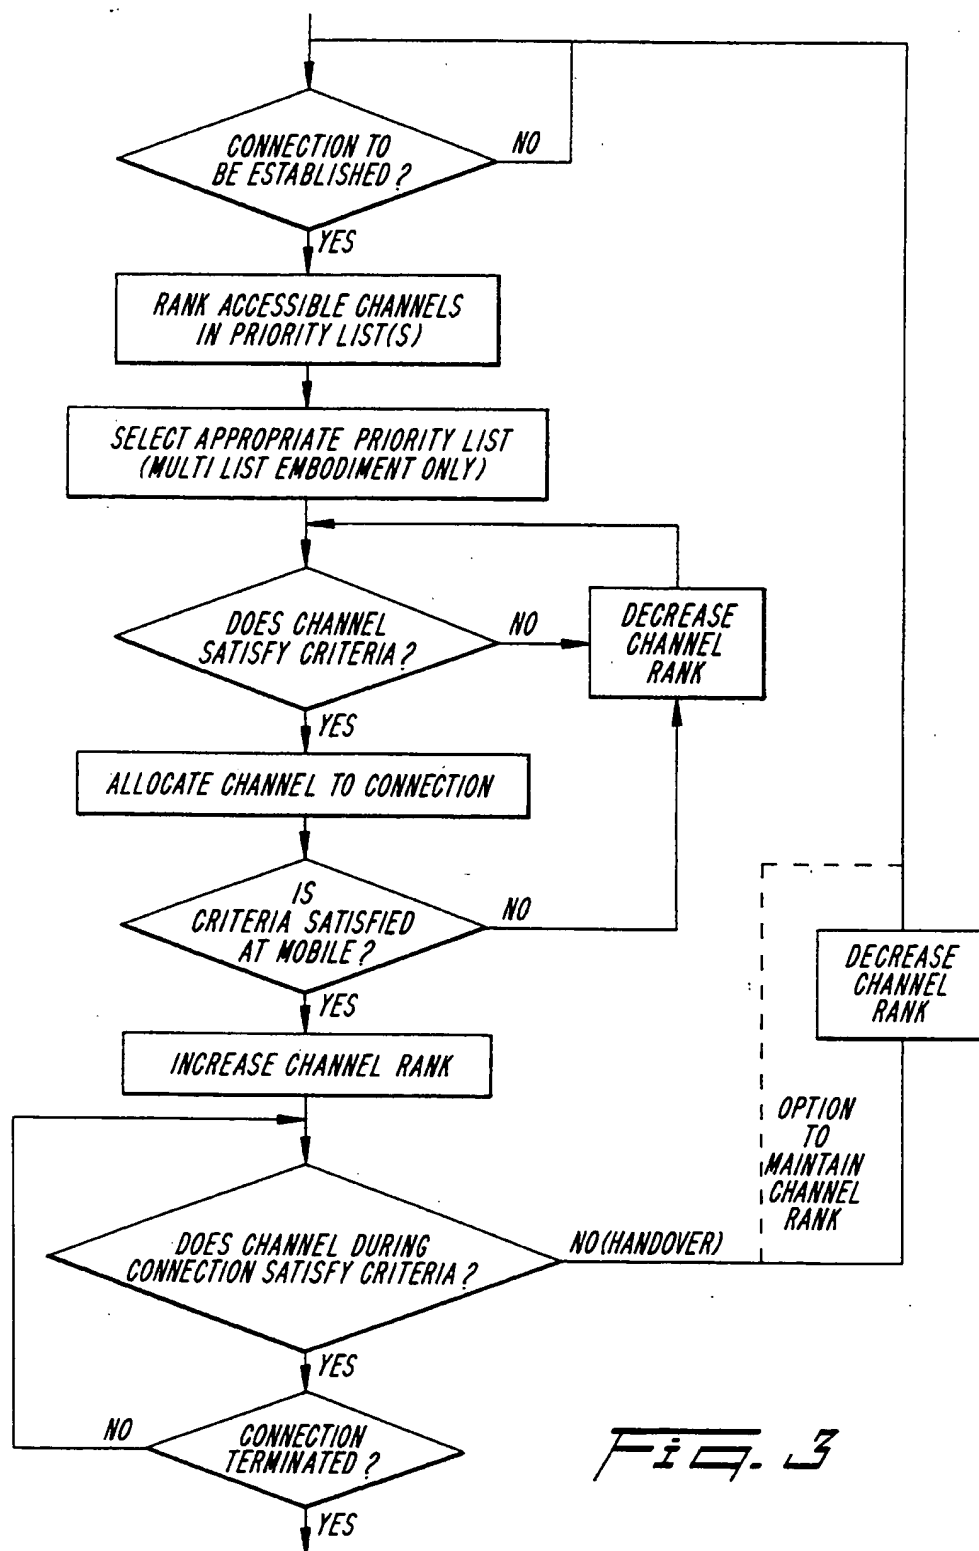 CONNECTION TO
BE ESTABLISHED?
NO
YES
RANK ACCESSIBLE CHANNELS
IN PRIORITY LIST(S)
SELECT APPROPRIATE PRIORITY LIST
(MULTI LIST EMBODIMENT ONLY)
DOES CHANNEL
SATISFY CRITERIA?
NO
DECREASE
CHANNEL
RANK
YES
ALLOCATE CHANNEL TO CONNECTION
IS
CRITERIA SATISFIED
AT MOBILE?
NO
YES
DECREASE
CHANNEL
RANK
INCREASE CHANNEL RANK
OPTION
TO
MAINTAIN
CHANNEL
RANK
DOES CHANNEL DURING
CONNECTION SATISFY CRITERIA?
NO(HANDOVER)
YES
CONNECTION
TERMINATED?
NO
YES
Fig. 3